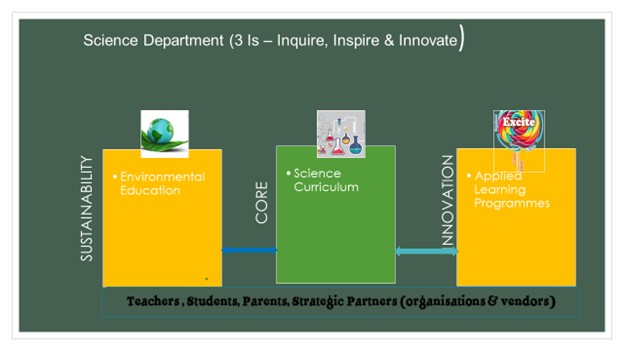 Science Department (3 Is – Inquire, Inspire & Innovate)
SUSTAINABILITY
• Environmental
Education
CORE
• Science
Curriculum
INNOVATION
Excite
• Applied
Learning
Programmes
Teachers , Students, Parents, Strategic Partners (organisations & vendors)